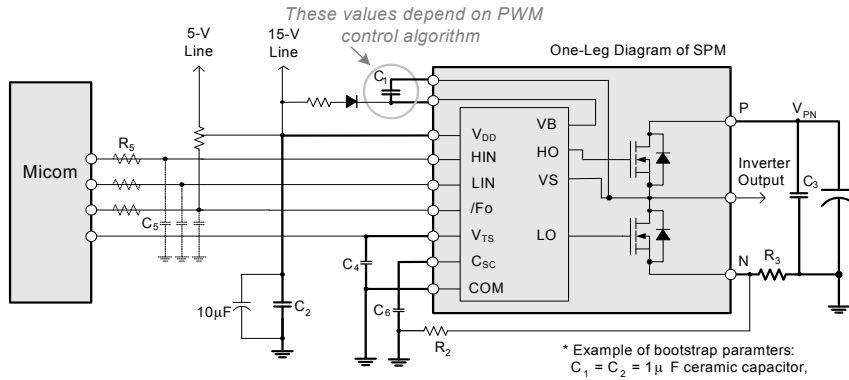 These values depend on PWM
control algorithm
5-V
Line
15-V
Line
One-Leg Diagram of SPM
C1
P
VPN
R5
Micom
VDD
VB
HIN
HO
LIN
VS
Inverter
Output
C3
/Fo
C5
VTS
LO
C4
CSC
N
R3
COM
10μF
C2
C6
R2
* Example of bootstrap paramters:
C1 = C2 = 1μ F ceramic capacitor,